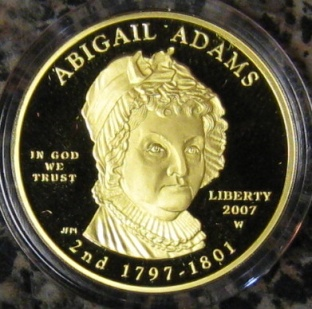 ABIGAIL ADAMS
IN GOD
WE
TRUST
LIBERTY
2007
W
JFM
2nd 1797-1801